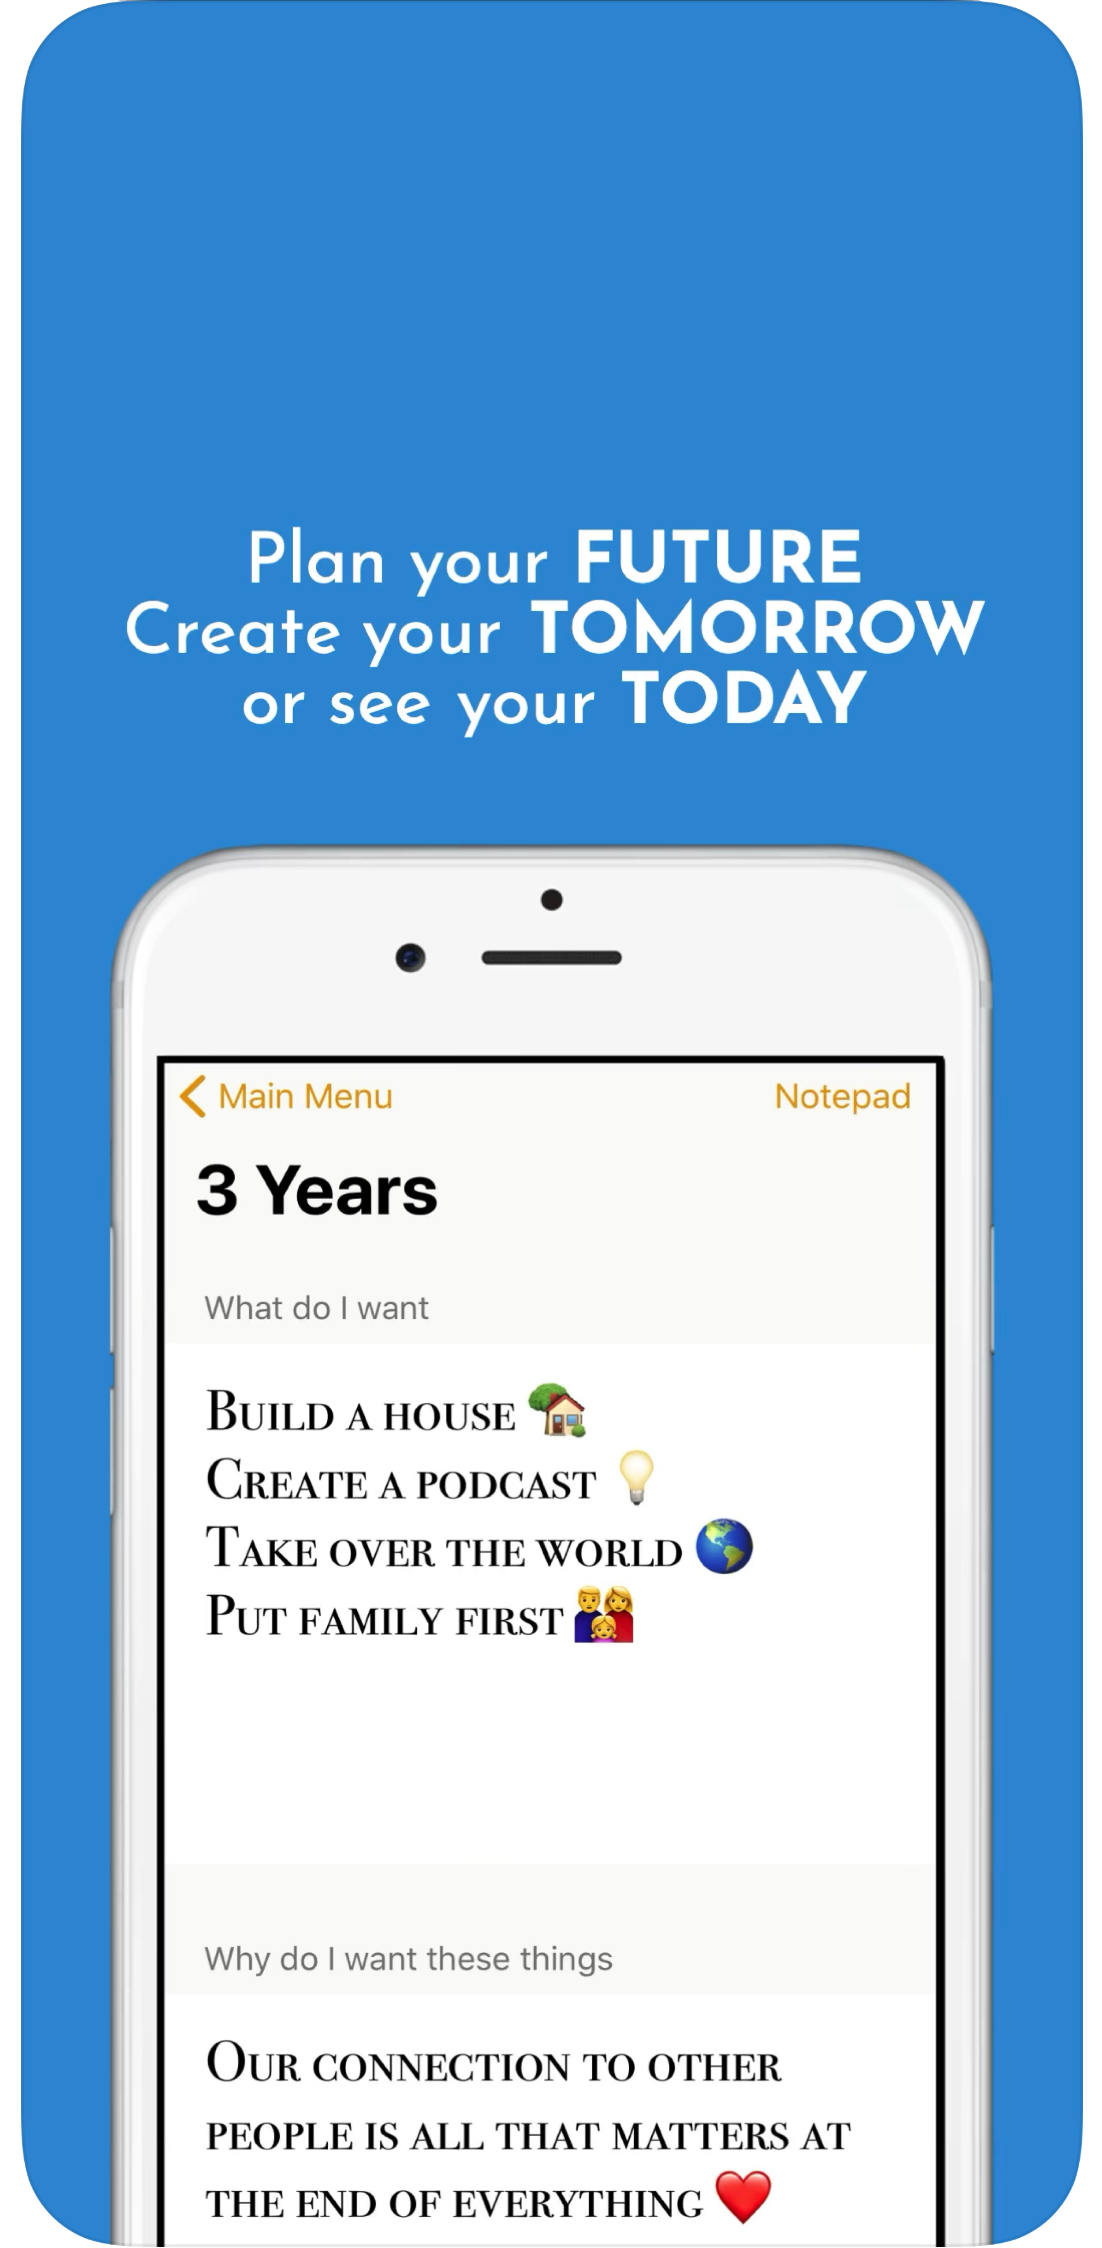 Plan your FUTURE
Create your TOMORROW
or see your TODAY
Main Menu
Notepad
3 Years
What do I want
Build a house 🏡
Create a podcast 💡
Take over the world 🌎
Put family first 👨‍👩‍👧
Why do I want these things
Our connection to other
people is all that matters at
the end of everything ❤️